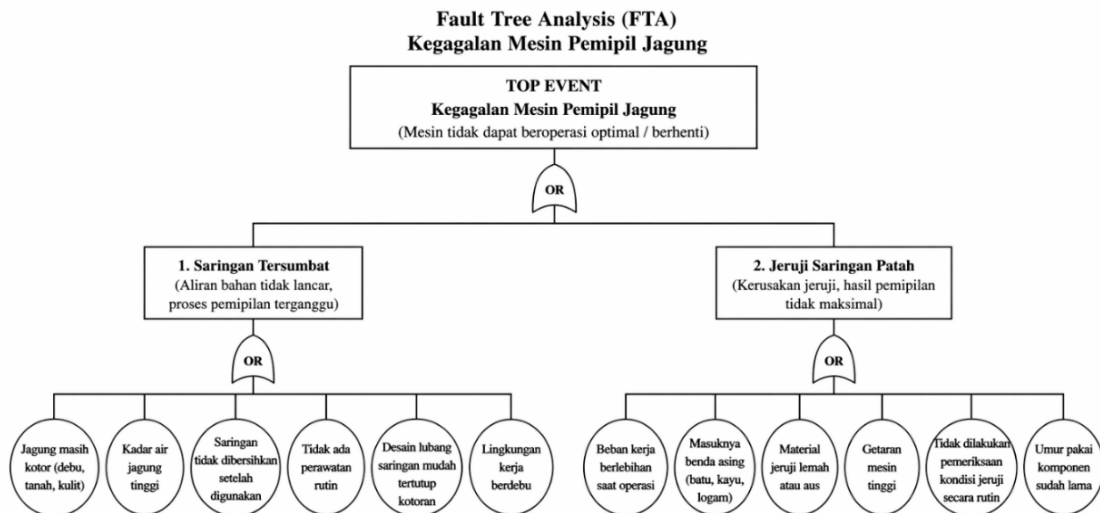 Fault Tree Analysis (FTA)
Kegagalan Mesin Pemipil Jagung
TOP EVENT
Kegagalan Mesin Pemipil Jagung
(Mesin tidak dapat beroperasi optimal / berhenti)
OR
1. Saringan Tersumbat
(Aliran bahan tidak lancar,
proses pemipilan terganggu)
2. Jeruji Saringan Patah
(Kerusakan jeruji, hasil pemipilan
tidak maksimal)
OR
OR
Jagung masih
kotor (debu,
tanah, kulit)
Kadar air
jagung
tinggi
Saringan
tidak dibersihkan
setelah
digunakan
Tidak ada
perawatan
rutin
Desain lubang
saringan mudah
tertutup
kotoran
Lingkungan
kerja
berdebu
Beban kerja
berlebihan
saat operasi
Masuknya
benda asing
(batu, kayu,
logam)
Material
jeruji lemah
atau aus
Getaran
mesin
tinggi
Tidak dilakukan
pemeriksaan
kondisi jeruji
secara rutin
Umur pakai
komponen
sudah lama